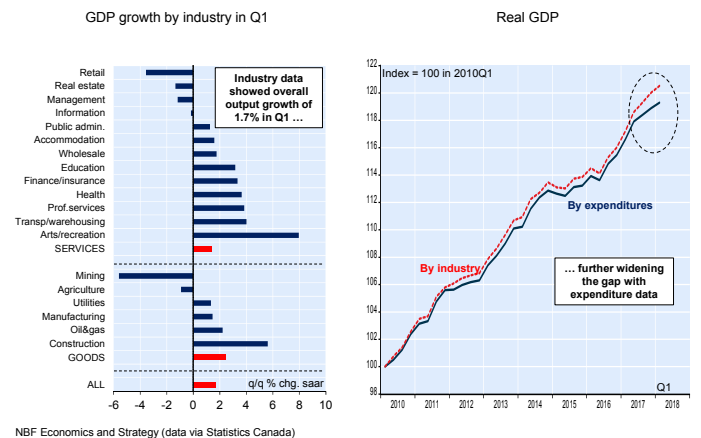 GDP growth by industry in Q1
Retail
Real estate
Management
Information
Public admin.
Accommodation
Wholesale
Education
Finance/insurance
Health
Prof.services
Transp/warehousing
Arts/recreation
SERVICES
Mining
Agriculture
Utilities
Manufacturing
Oil&gas
Construction
GOODS
ALL
Industry data
showed overall
output growth of
1.7% in Q1 …
q/q % chg. saar
-6 -4 -2 0 2 4 6 8 10
Real GDP
Index = 100 in 2010Q1
122
120
118
116
114
112
110
108
106
104
102
100
98
By expenditures
By industry
… further widening
the gap with
expenditure data
Q1
2010 2011 2012 2013 2014 2015 2016 2017 2018
NBF Economics and Strategy (data via Statistics Canada)